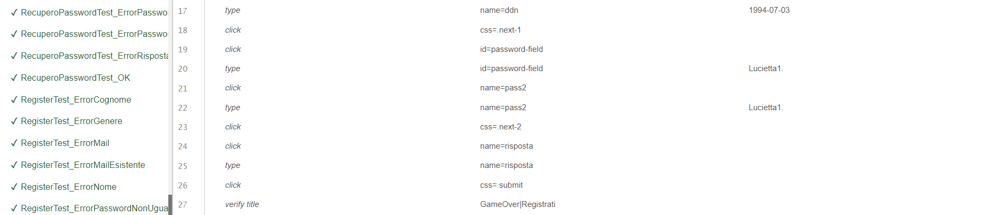 ✓ RecuperoPasswordTest_ErrorPasswo
✓ RecuperoPasswordTest_ErrorPasswo
✓ RecuperoPasswordTest_ErrorRisposta
✓ RecuperoPasswordTest_OK
✓ RegisterTest_ErrorCognome
✓ RegisterTest_ErrorGenere
✓ RegisterTest_ErrorMail
✓ RegisterTest_ErrorMailEsistente
✓ RegisterTest_ErrorNome
✓ RegisterTest_ErrorPasswordNonUgua
17 type name=ddn 1994-07-03
18 click css=.next-1
19 click id=password-field
20 type id=password-field Lucietta1.
21 click name=pass2
22 type name=pass2 Lucietta1.
23 click css=.next-2
24 click name=risposta
25 type name=risposta
26 click css=.submit
27 verify title GameOver|Registrati